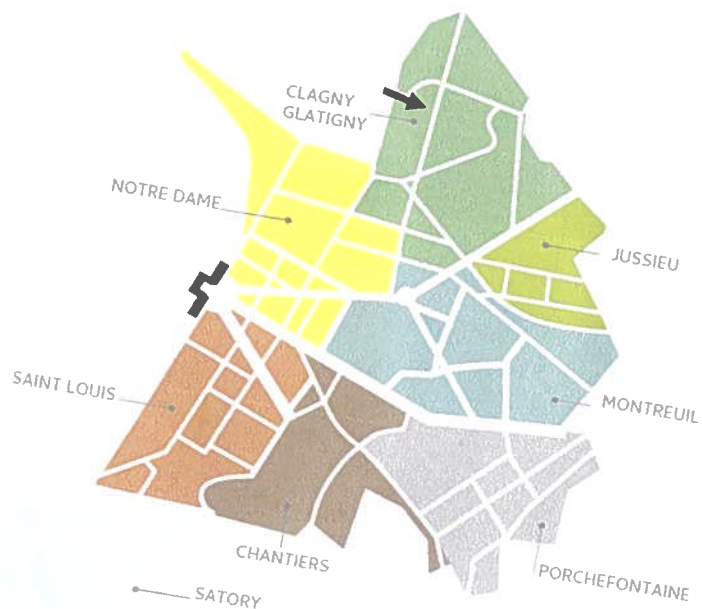 CLAGNY
GLATIGNY
NOTRE DAME
JUSSIEU
SAINT LOUIS
MONTREUIL
CHANTIERS
PORCHEFONTAINE
SATORY